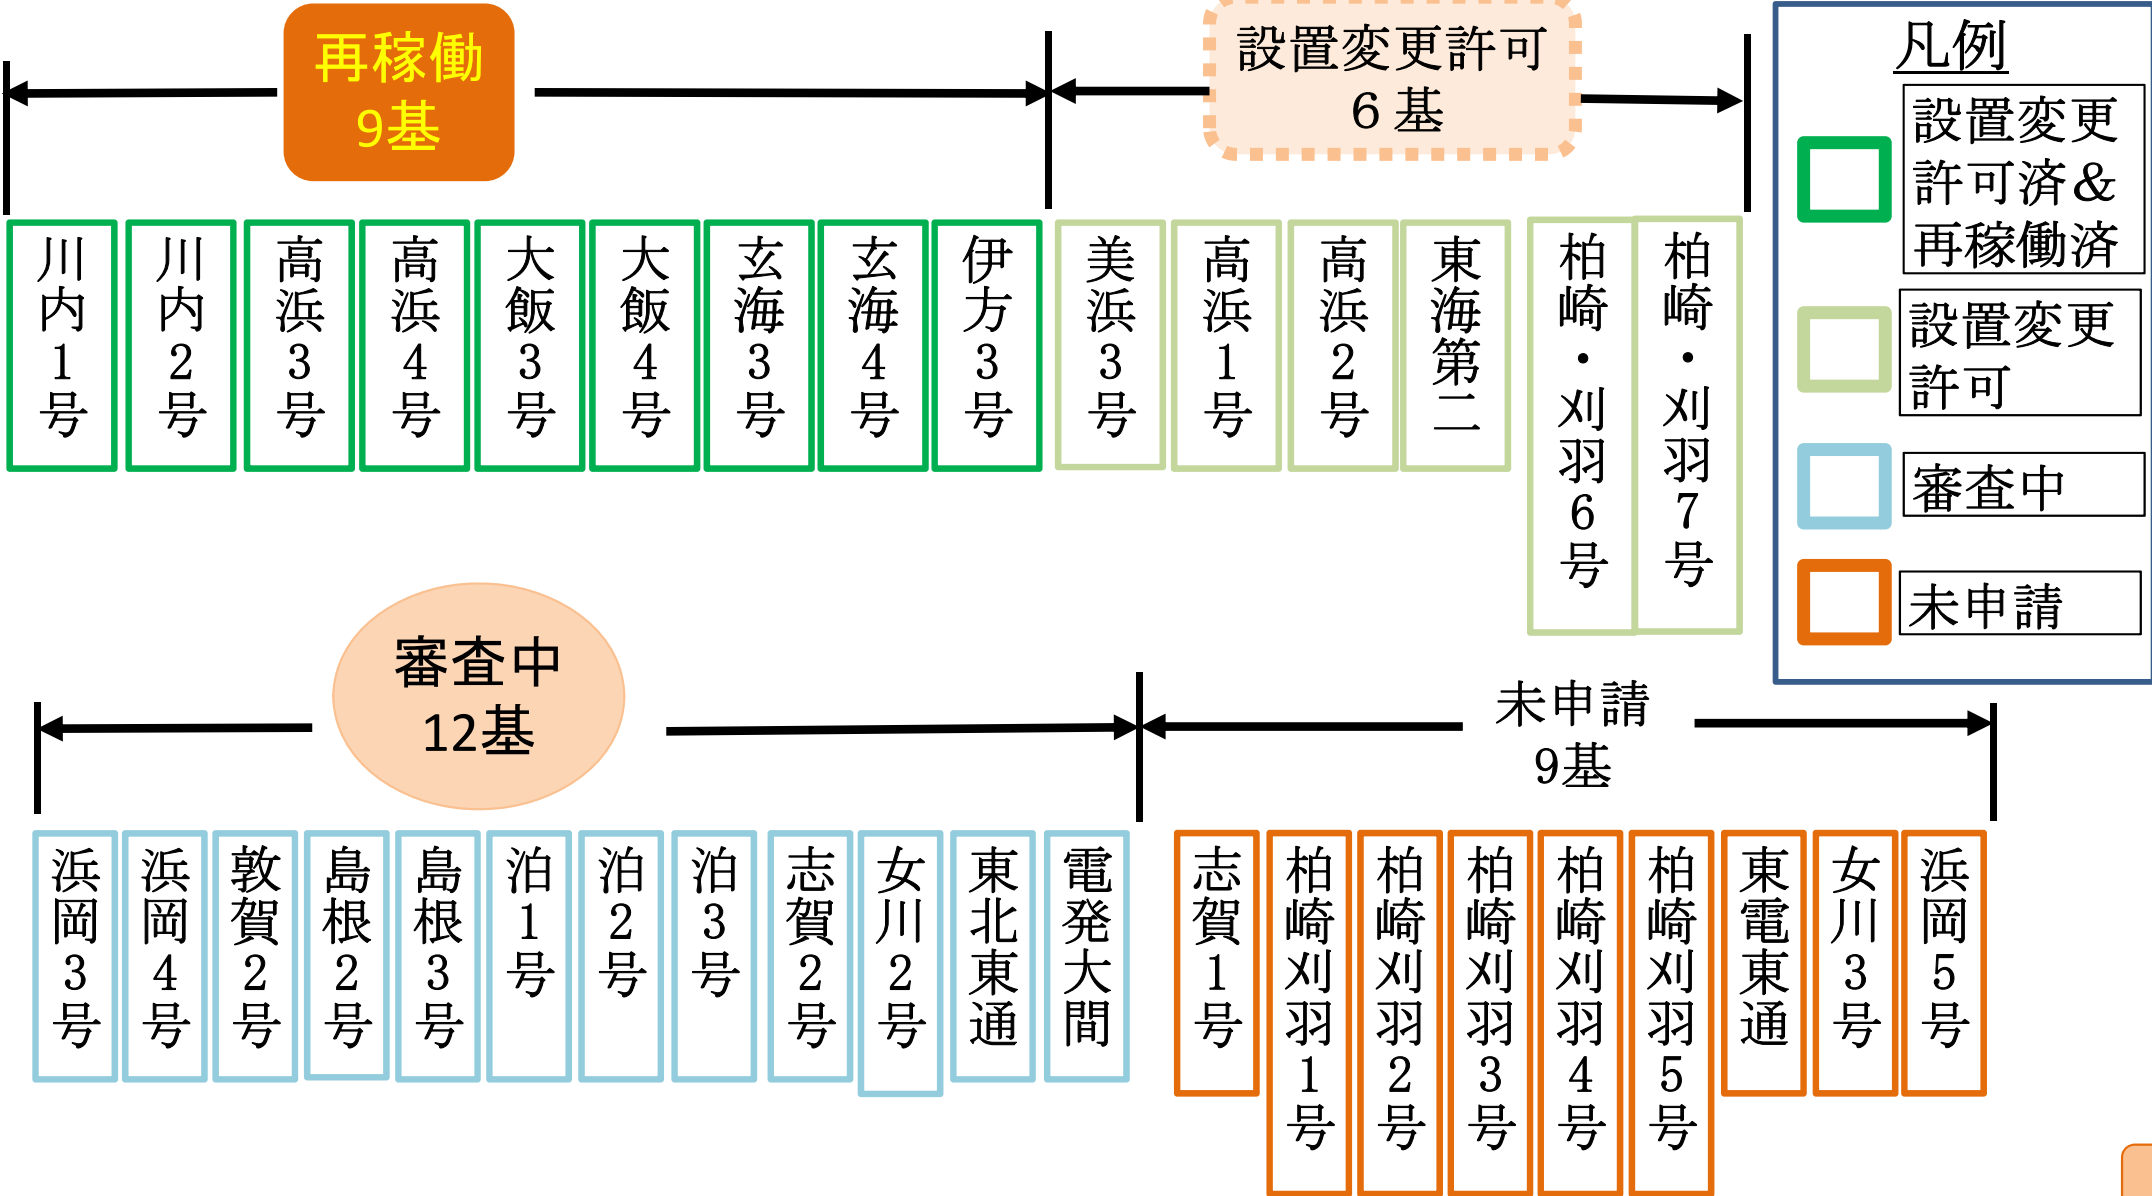 再稼働
9基
設置変更許可
6基
凡例
設置変更
許可済&
再稼働済
設置変更
許可
審査中
未申請
川内1号
川内2号
高浜3号
高浜4号
大飯3号
大飯4号
玄海3号
玄海4号
伊方3号
美浜3号
高浜1号
高浜2号
東海第二
柏崎・刈羽6号
柏崎・刈羽7号
審査中
12基
未申請
9基
浜岡3号
浜岡4号
敦賀2号
島根2号
島根3号
泊1号
泊2号
泊3号
志賀2号
女川2号
東北東通
電発大間
志賀1号
柏崎刈羽1号
柏崎刈羽2号
柏崎刈羽3号
柏崎刈羽4号
柏崎刈羽5号
東電東通
女川3号
浜岡5号